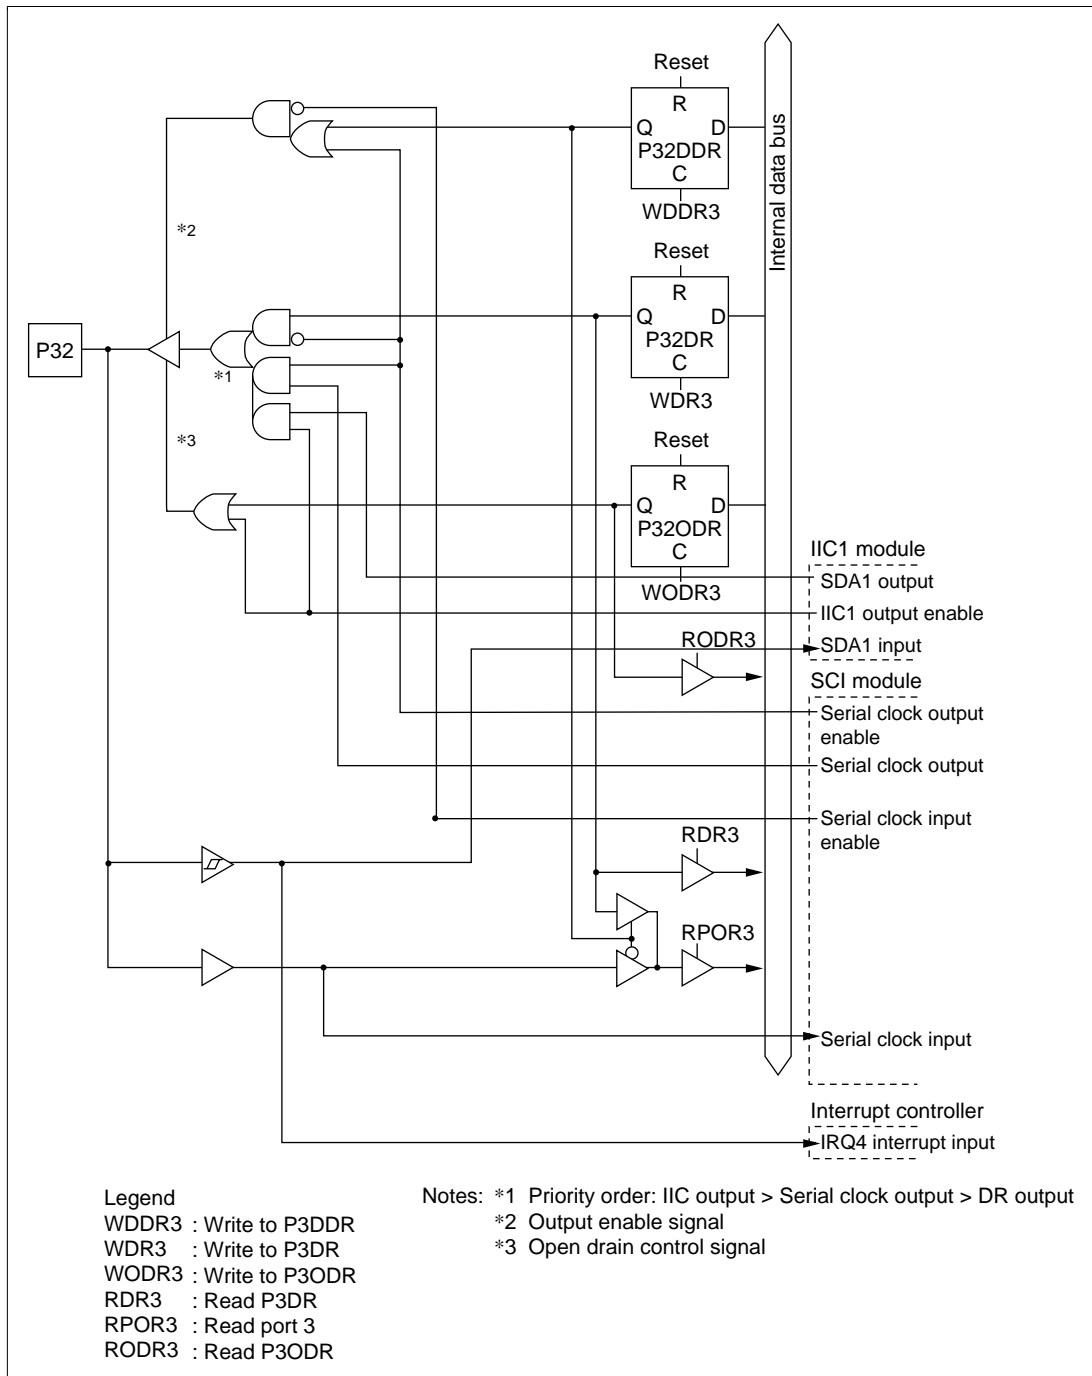 Reset
R
Q D
P32DDR
C
WDDR3
Internal data bus
*2
Reset
R
Q D
P32DR
C
WDR3
P32
*1
*3
Reset
R
Q D
P32ODR
C
WODR3
IIC1 module
SDA1 output
IIC1 output enable
SDA1 input
RODR3
SCI module
Serial clock output
enable
Serial clock output
Serial clock input
enable
RDR3
RPOR3
Serial clock input
Interrupt controller
IRQ4 interrupt input
Legend
WDDR3 : Write to P3DDR
WDR3 : Write to P3DR
WODR3 : Write to P3ODR
RDR3 : Read P3DR
RPOR3 : Read port 3
RODR3 : Read P3ODR
Notes: *1 Priority order: IIC output > Serial clock output > DR output
*2 Output enable signal
*3 Open drain control signal